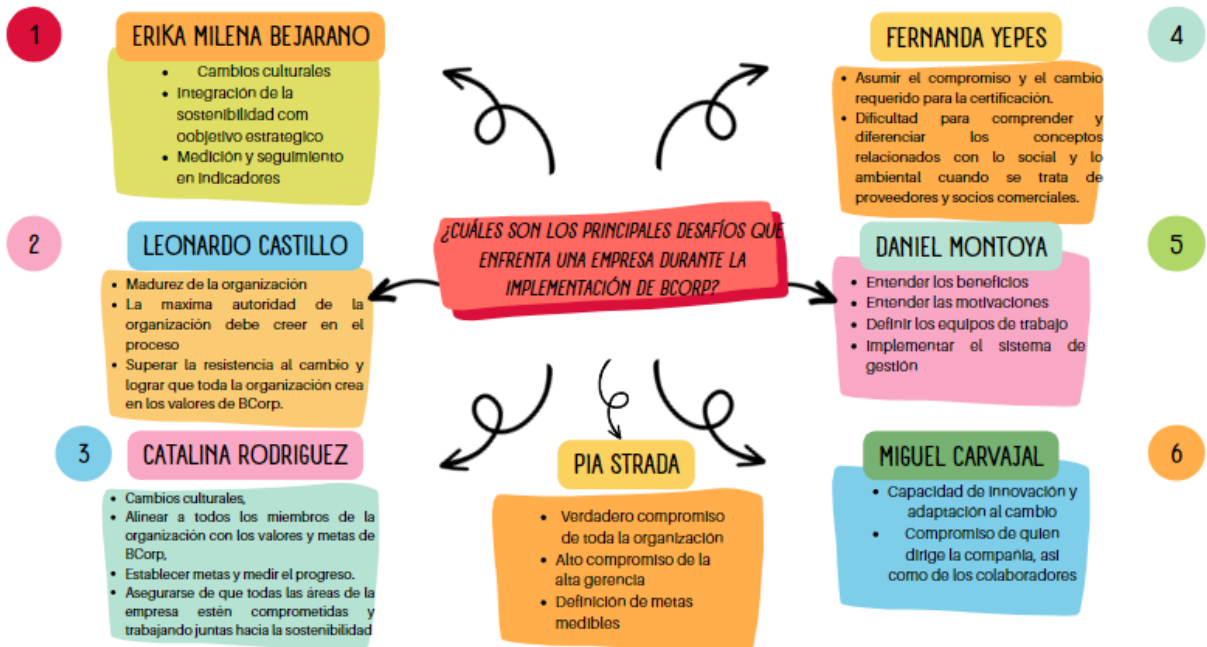 1
ERIKA MILENA BEJARANO
• Cambios culturales
• Integración de la
sostenibilidad com
oobjetivo estrategico
• Medición y seguimiento
en indicadores
2
LEONARDO CASTILLO
• Madurez de la organización
• La maxima autoridad de la
organización debe creer en el
proceso
• Superar la resistencia al cambio y
lograr que toda la organización crea
en los valores de BCorp.
3
CATALINA RODRIGUEZ
• Cambios culturales,
• Alinear a todos los miembros de la
organización con los valores y metas de
BCorp,
• Establecer metas y medir el progreso.
• Asegurarse de que todas las áreas de la
empresa estén comprometidas y
trabajando juntas hacia la sostenibilidad
¿CUÁLES SON LOS PRINCIPALES DESAFÍOS QUE
ENFRENTA UNA EMPRESA DURANTE LA
IMPLEMENTACIÓN DE BCORP?
PIA STRADA
• Verdadero compromiso
de toda la organización
• Alto compromiso de la
alta gerencia
• Definición de metas
medibles
4
FERNANDA YEPES
• Asumir el compromiso y el cambio
requerido para la certificación.
• Dificultad para comprender y
diferenciar los conceptos
relacionados con lo social y lo
ambiental cuando se trata de
proveedores y socios comerciales.
5
DANIEL MONTOYA
• Entender los beneficios
• Entender las motivaciones
• Definir los equipos de trabajo
• Implementar el sistema de
gestión
6
MIGUEL CARVAJAL
• Capacidad de innovación y
adaptación al cambio
• Compromiso de quien
dirige la compañia, asi
como de los colaboradores